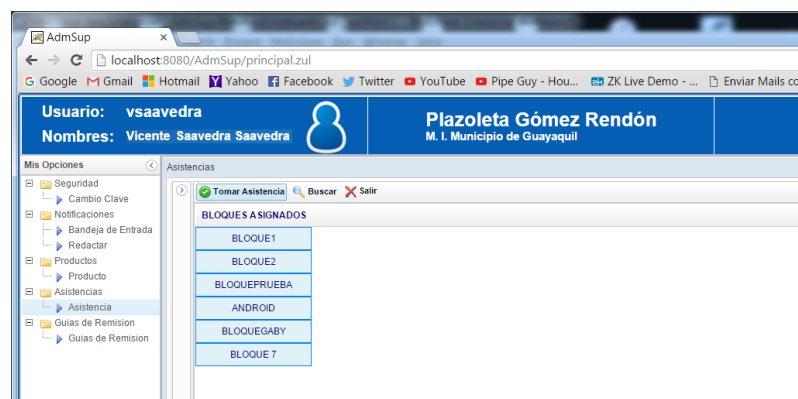 AdmSup
localhost:8080/AdmSup/principal.zul
Google Gmail Hotmail Yahoo Facebook Twitter YouTube Pipe Guy - Hou... ZK Live Demo - ... Enviar Mails co
Usuario: vsaavedra
Nombres: Vicente Saavedra Saavedra
Plazoleta Gómez Rendón
M. I. Municipio de Guayaquil
Mis Opciones
Seguridad
Cambio Clave
Notificaciones
Bandeja de Entrada
Redactar
Productos
Producto
Asistencias
Asistencia
Guias de Remision
Guias de Remision
Asistencias
Tomar Asistencia Buscar Salir
BLOQUES ASIGNADOS
BLOQUE1
BLOQUE2
BLOQUEPRUEBA
ANDROID
BLOQUEGABY
BLOQUE 7